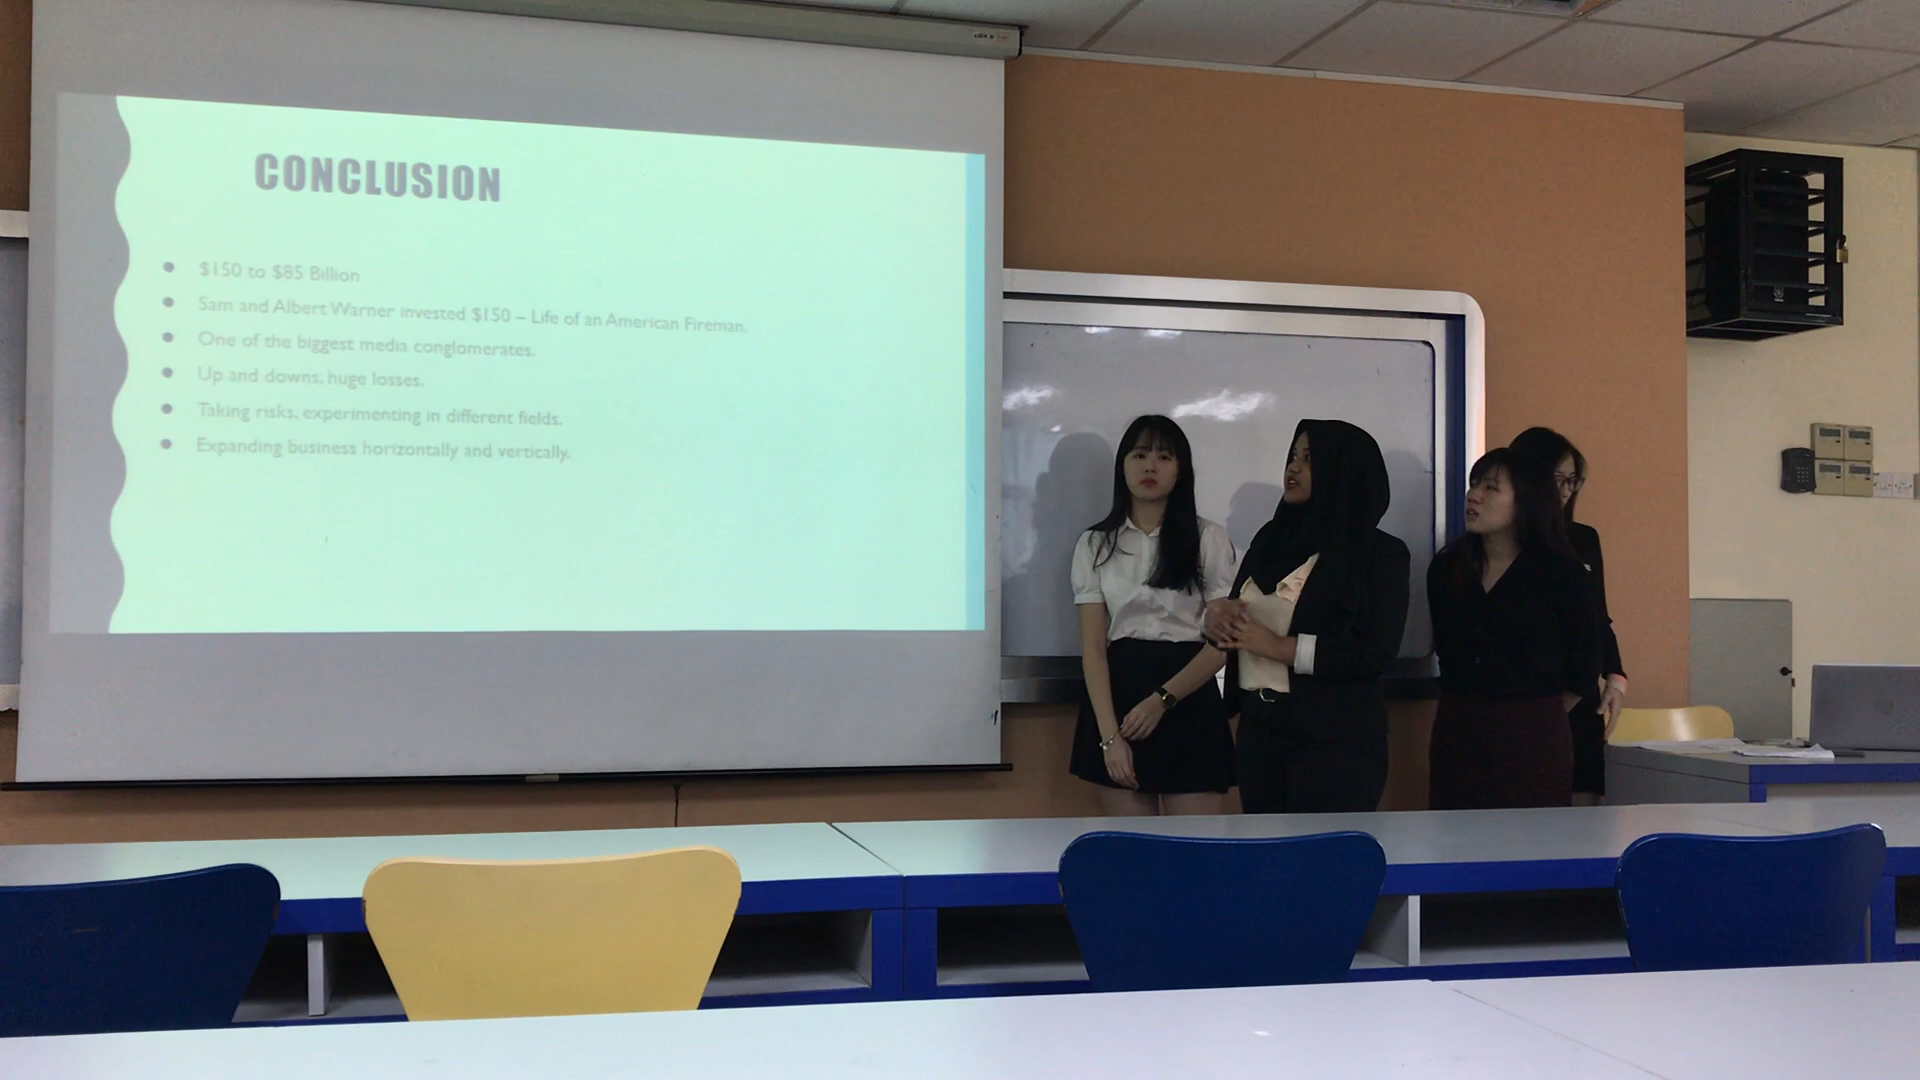 CONCLUSION
$150 to $85 Billion
Sam and Albert Warner invested $150 – Life of an American Fireman.
One of the biggest media conglomerates.
Up and downs, huge losses.
Taking risks, experimenting in different fields.
Expanding business horizontally and vertically.